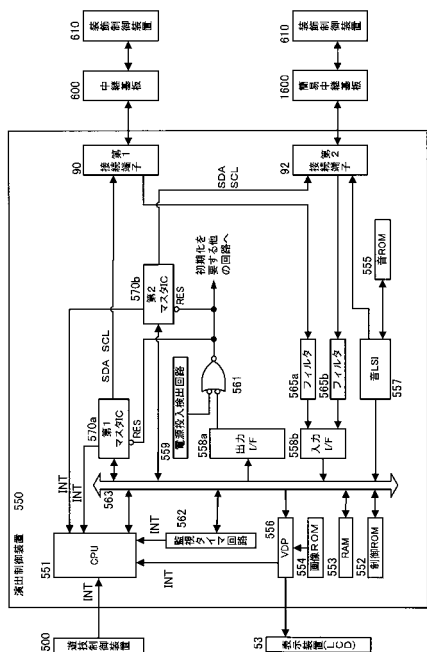 610
装飾制御装置
610
装飾制御装置
600
中継基板
1600
簡易中継基板
90
第1
接続端子
92
第2
接続端子
SDA
SCL
初期化を
要する他
の回路へ
570b
第2
マスタIC
RES
SDA SCL
570a
第1
マスタIC
RES
559
電源投入検出回路
561
558a
出力
I/F
558b
入力
I/F
565a
フィルタ
565b
フィルタ
555
音ROM
557
音LSI
550
演出制御装置
551
CPU
INT
INT
563
INT
562
監視タイマ回路
INT
INT
556
VDP
554
画像ROM
553
RAM
552
制御ROM
500
遊技制御装置
53
表示装置(LCD)